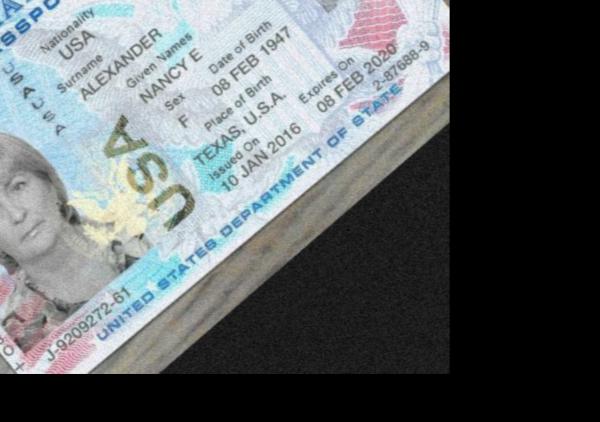 Nationality
USA
Surname
ALEXANDER
Given Names
NANCY E
Sex
F
Date of Birth
08 FEB 1947
Place of Birth
TEXAS, U.S.A.
Issued On
10 JAN 2016
Expires On
08 FEB 2020
2-87688-9
USA
J-9209272-61
UNITED STATES DEPARTMENT OF STATE